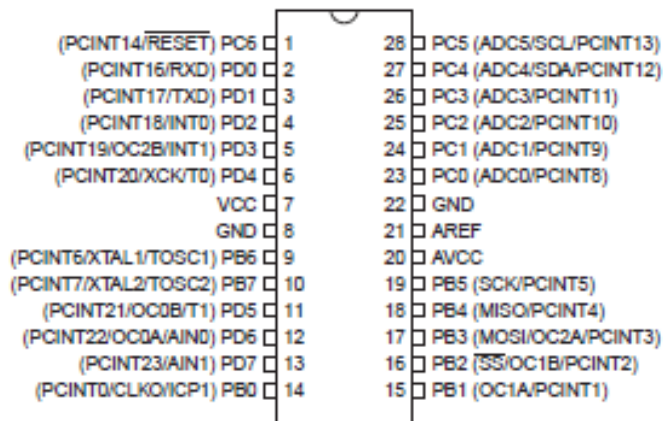 (PCINT14/RESET) PC6 1 28 PC5 (ADC5/SCL/PCINT13)
(PCINT16/RXD) PD0 2 27 PC4 (ADC4/SDA/PCINT12)
(PCINT17/TXD) PD1 3 26 PC3 (ADC3/PCINT11)
(PCINT18/INT0) PD2 4 25 PC2 (ADC2/PCINT10)
(PCINT19/OC2B/INT1) PD3 5 24 PC1 (ADC1/PCINT9)
(PCINT20/XCK/T0) PD4 6 23 PC0 (ADC0/PCINT8)
VCC 7 22 GND
GND 8 21 AREF
(PCINT6/XTAL1/TOSC1) PB6 9 20 AVCC
(PCINT7/XTAL2/TOSC2) PB7 10 19 PB5 (SCK/PCINT5)
(PCINT21/OC0B/T1) PD5 11 18 PB4 (MISO/PCINT4)
(PCINT22/OC0A/AIN0) PD6 12 17 PB3 (MOSI/OC2A/PCINT3)
(PCINT23/AIN1) PD7 13 16 PB2 (SS/OC1B/PCINT2)
(PCINT0/CLKO/ICP1) PB0 14 15 PB1 (OC1A/PCINT1)